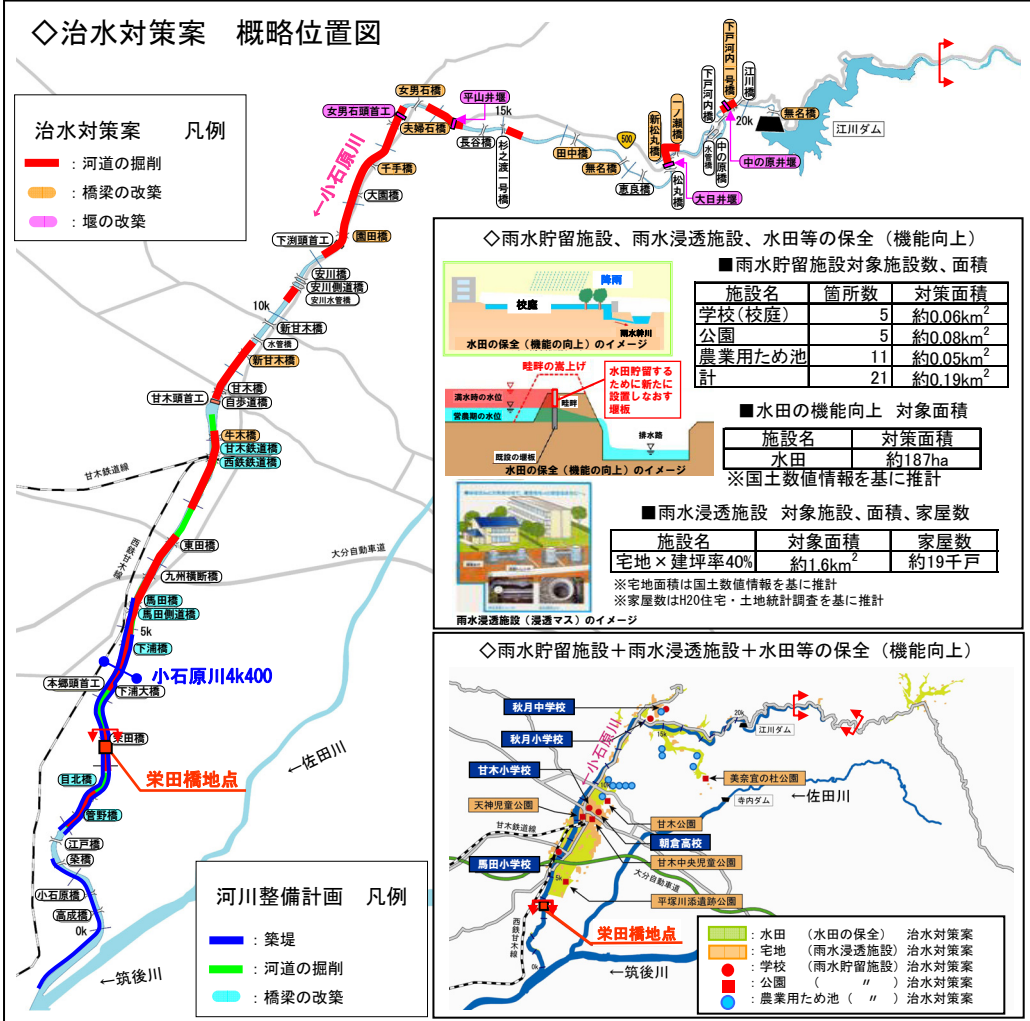 ◇治水対策案 概略位置図
治水対策案 凡例
：河道の掘削
：橋梁の改築
：堰の改築
女男石橋
女男石頭首工
平山井堰
15k
夫婦石橋
長谷橋
杉之渡一号橋
←小石原川
500
田中橋
無名橋
恵良橋
新松丸橋
一ノ瀬橋
松丸橋
大日井堰
下戸河内橋
水管橋
中の原橋
下戸河内一号橋
江川橋
20k
中の原井堰
無名橋
江川ダム
千手橋
大園橋
園田橋
下渕頭首工
安川橋
安川側道橋
安川水管橋
10k
新甘木橋
水管橋
新甘木橋
甘木橋
甘木頭首工
自歩道橋
牛木橋
甘木鉄道橋
西鉄鉄道橋
甘木鉄道線
西鉄甘木線
東田橋
大分自動車道
九州横断橋
馬田橋
馬田側道橋
5k
下浦橋
小石原川4k400
本郷頭首工
下浦大橋
栄田橋
栄田橋地点
←佐田川
目北橋
管野橋
江戸橋
染橋
小石原橋
高成橋
0k
←筑後川
河川整備計画 凡例
：築堤
：河道の掘削
：橋梁の改築
◇雨水貯留施設、雨水浸透施設、水田等の保全（機能向上）
降雨
校庭
雨水幹川
水田の保全（機能の向上）のイメージ
畦畔の嵩上げ
水田貯留する
ために新たに
設置しなおす
堰板
満水時の水位
営農期の水位
畦畔
排水路
既設の堰板
水田の保全（機能の向上）のイメージ
雨水浸透施設（浸透マス）のイメージ
■雨水貯留施設対象施設数、面積
施設名 箇所数 対策面積
学校（校庭） 5 約0.06km²
公園 5 約0.08km²
農業用ため池 11 約0.05km²
計 21 約0.19km²
■水田の機能向上 対象面積
施設名 対策面積
水田 約187ha
※国土数値情報を基に推計
■雨水浸透施設 対象施設、面積、家屋数
施設名 対象面積 家屋数
宅地×建坪率40% 約1.6km² 約19千戸
※宅地面積は国土数値情報を基に推計
※家屋数はH20住宅・土地統計調査を基に推計
◇雨水貯留施設＋雨水浸透施設＋水田等の保全（機能向上）
秋月中学校
秋月小学校
←小石原川
15k
20k
江川ダム
甘木小学校
美奈宜の杜公園
←佐田川
天神児童公園
寺内ダム
甘木公園
甘木鉄道線
朝倉高校
馬田小学校
甘木中央児童公園
大分自動車道
5k
平塚川添遺跡公園
栄田橋地点
西鉄甘木線
0k
←筑後川
：水田 （水田の保全） 治水対策案
：宅地 （雨水浸透施設） 治水対策案
：学校 （雨水貯留施設） 治水対策案
：公園 （ 〃 ） 治水対策案
：農業用ため池（ 〃 ）治水対策案